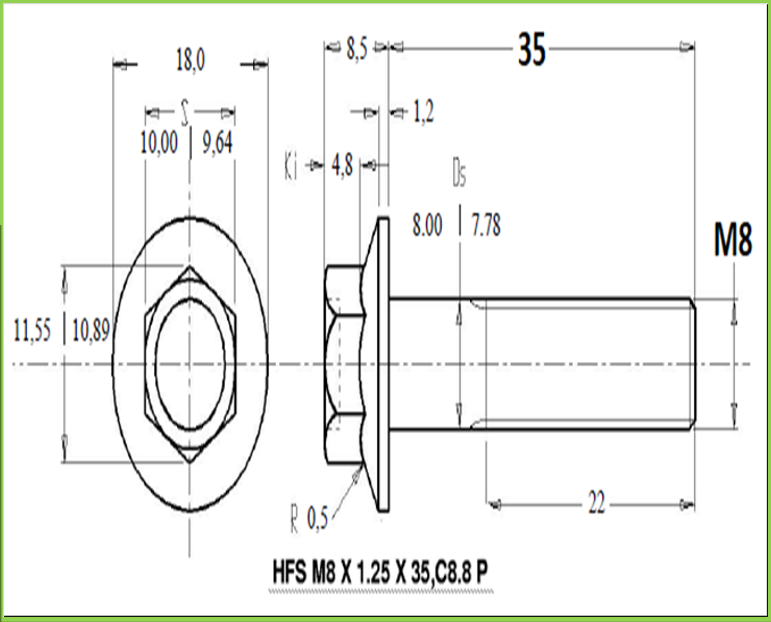 8,5
35
18,0
S
1,2
10,00 | 9,64
Ki
4,8
Ds
8.00 | 7.78
M8
11,55 | 10,89
R 0,5
22
HFS M8 X 1.25 X 35,C8.8 P